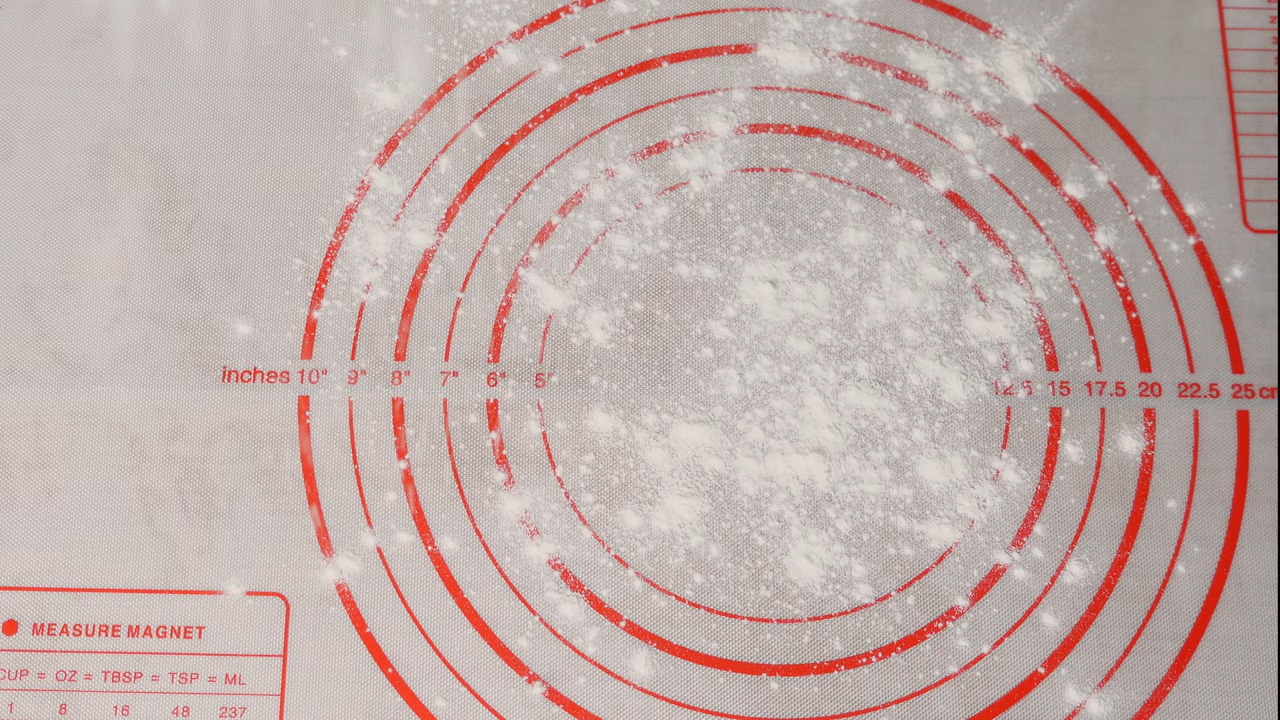 inches 10" 9" 8" 7" 6" 5" 12.5 15 17.5 20 22.5 25 cm
MEASURE MAGNET
CUP = OZ = TBSP = TSP = ML
1 8 16 48 237